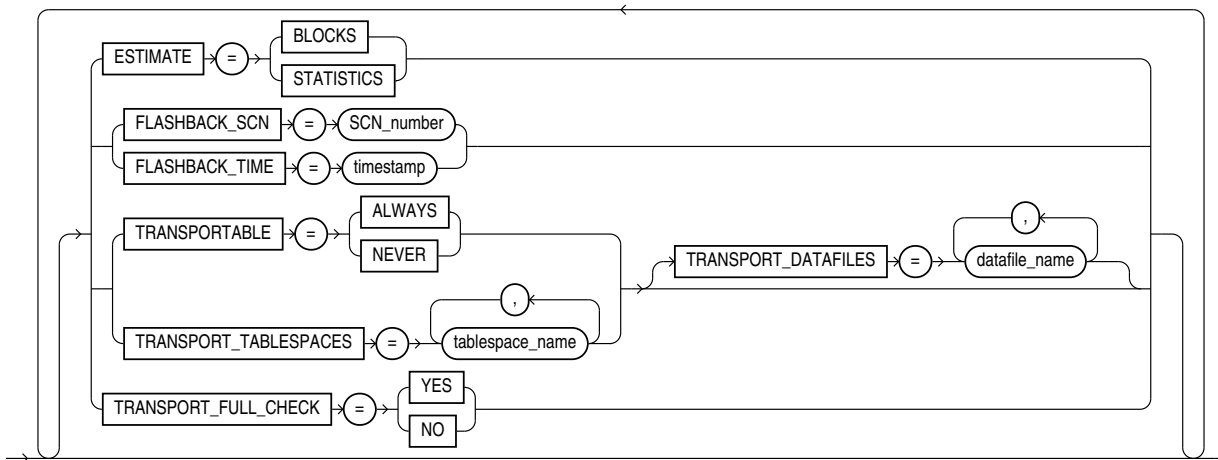 BLOCKS
ESTIMATE =
STATISTICS
FLASHBACK_SCN = SCN_number
FLASHBACK_TIME = timestamp
ALWAYS
TRANSPORTABLE =
NEVER
,
TRANSPORT_DATAFILES = datafile_name
,
TRANSPORT_TABLESPACES = tablespace_name
YES
TRANSPORT_FULL_CHECK =
NO